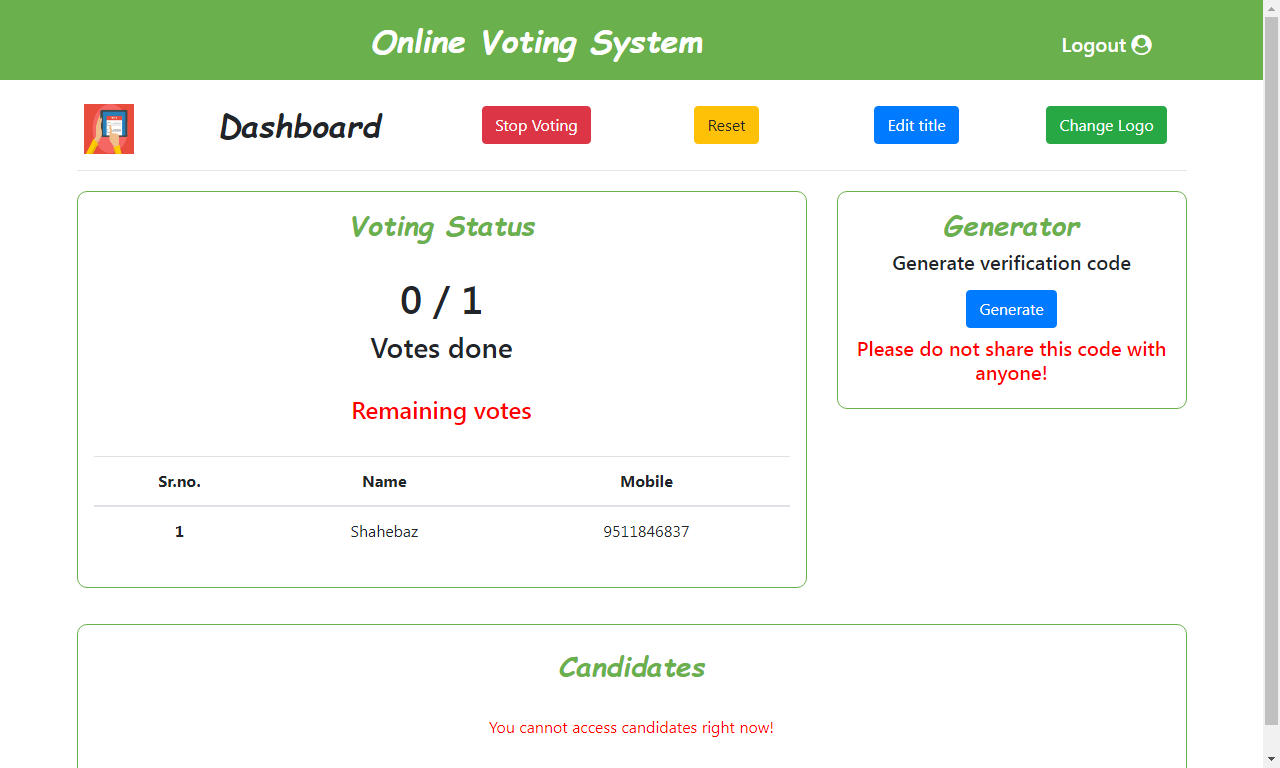 Online Voting System
Logout
Dashboard
Stop Voting
Reset
Edit title
Change Logo
Voting Status
0 / 1
Votes done
Remaining votes
Sr.no. Name Mobile
1 Shahebaz 9511846837
Generator
Generate verification code
Generate
Please do not share this code with
anyone!
Candidates
You cannot access candidates right now!